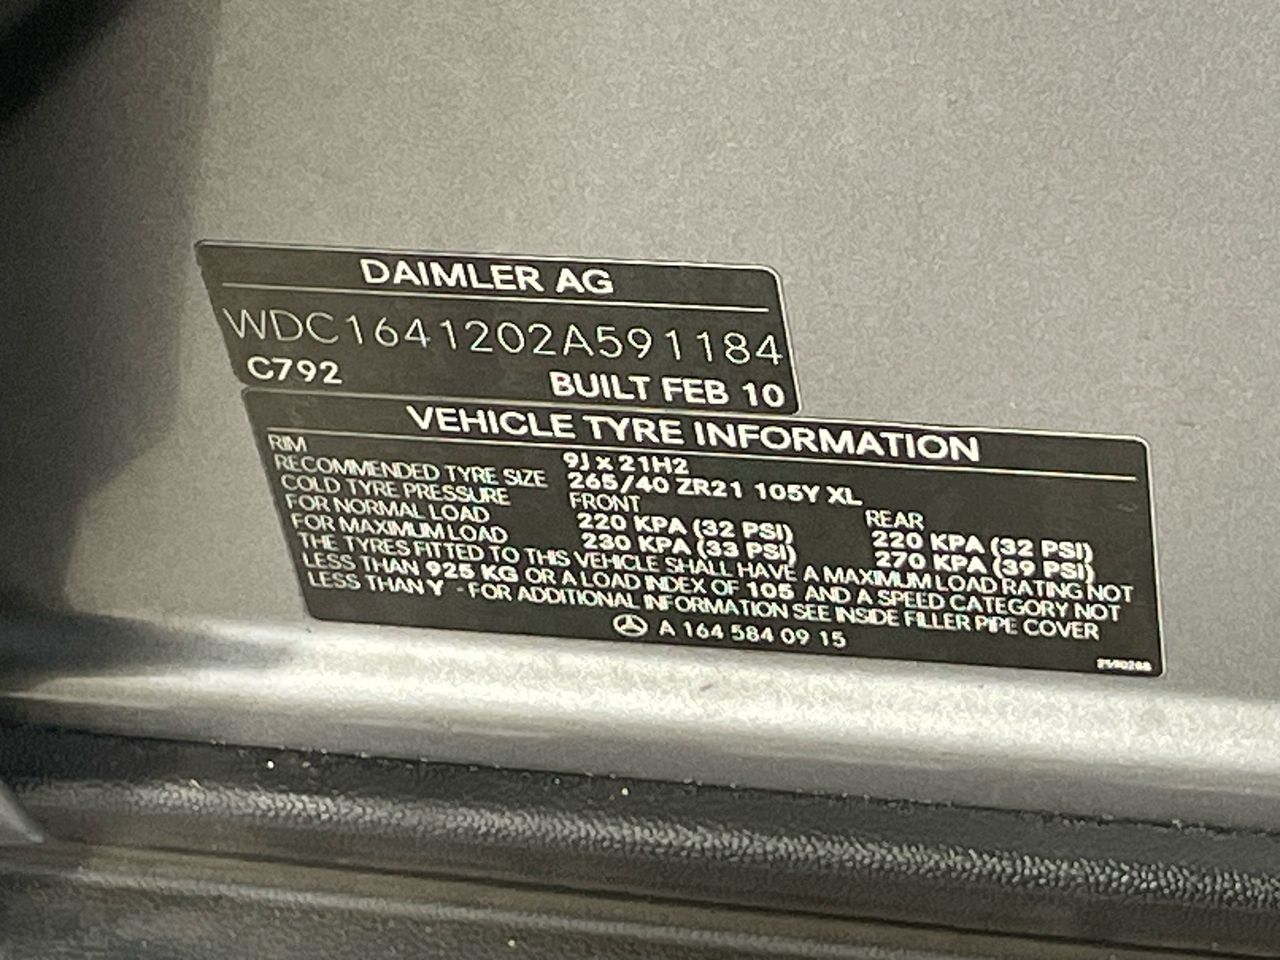 DAIMLER AG
WDC1641202A591184
C792 BUILT FEB 10
VEHICLE TYRE INFORMATION
RIM 9J x 21H2
RECOMMENDED TYRE SIZE 265/40 ZR21 105Y XL
COLD TYRE PRESSURE FRONT REAR
FOR NORMAL LOAD 220 KPA (32 PSI) 220 KPA (32 PSI)
FOR MAXIMUM LOAD 230 KPA (33 PSI) 270 KPA (39 PSI)
THE TYRES FITTED TO THIS VEHICLE SHALL HAVE A MAXIMUM LOAD RATING NOT
LESS THAN 925 KG OR A LOAD INDEX OF 105 AND A SPEED CATEGORY NOT
LESS THAN Y - FOR ADDITIONAL INFORMATION SEE INSIDE FILLER PIPE COVER
A 164 584 09 15